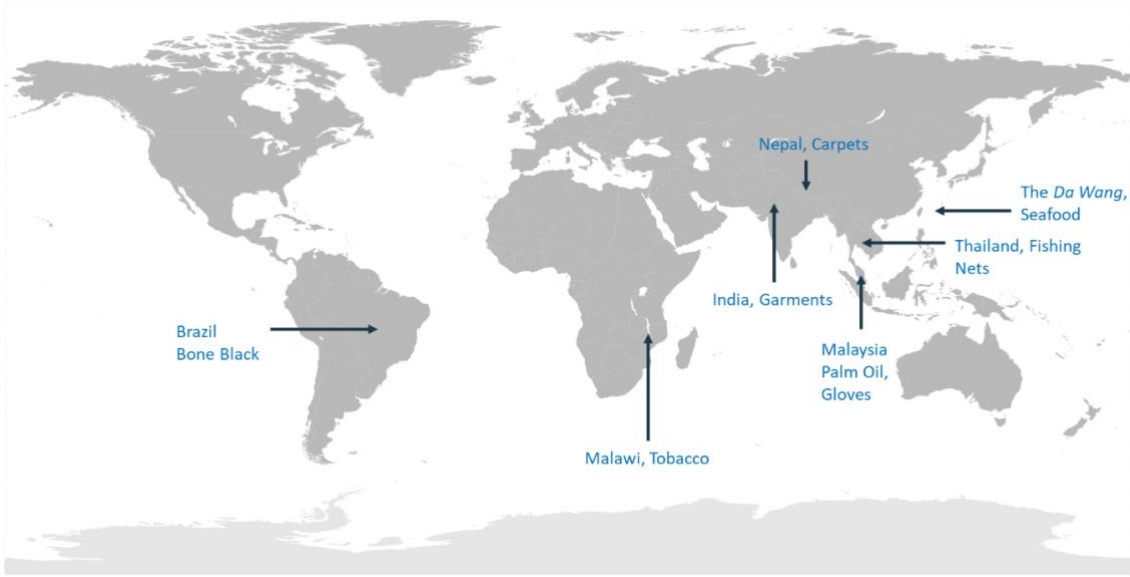 Nepal, Carpets
The Da Wang,
Seafood
Thailand, Fishing
Nets
India, Garments
Brazil
Bone Black
Malaysia
Palm Oil,
Gloves
Malawi, Tobacco